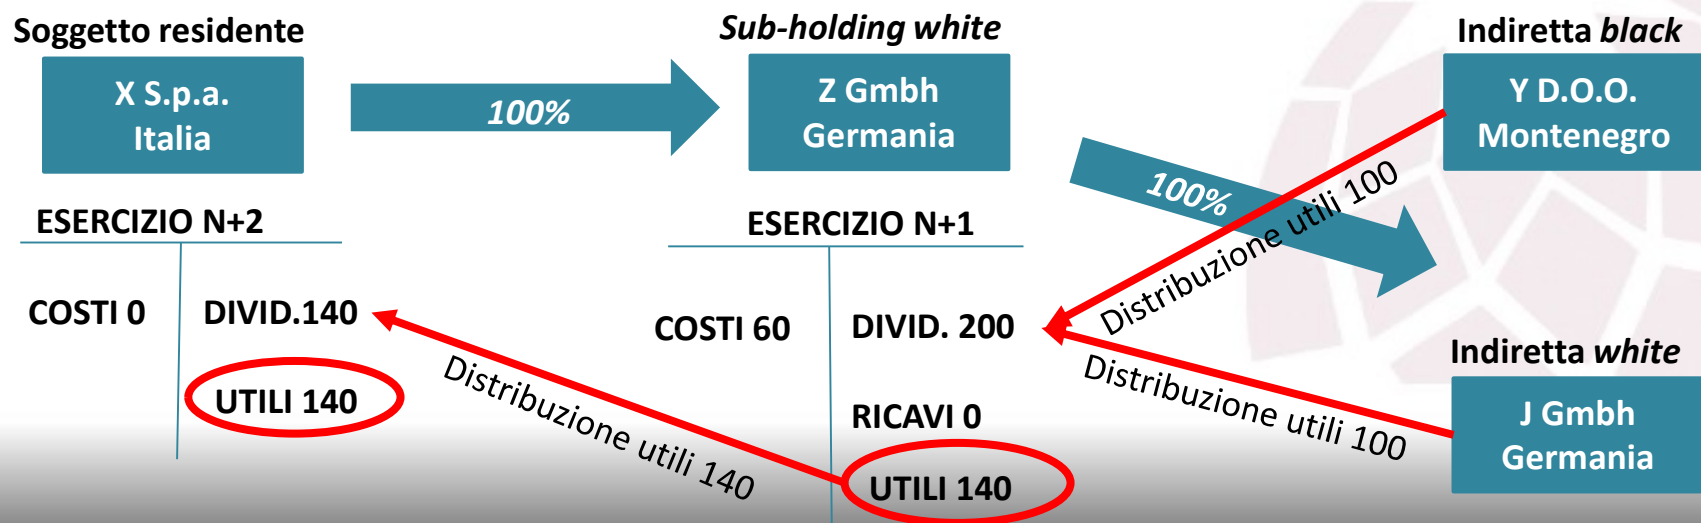 Soggetto residente
X S.p.a.
Italia
100%
Sub-holding white
Z Gmbh
Germania
100%
Indiretta black
Y D.O.O.
Montenegro
ESERCIZIO N+2
COSTI 0
DIVID.140
UTILI 140
Distribuzione utili 140
ESERCIZIO N+1
COSTI 60
DIVID. 200
RICAVI 0
UTILI 140
Distribuzione utili 100
Distribuzione utili 100
Indiretta white
J Gmbh
Germania